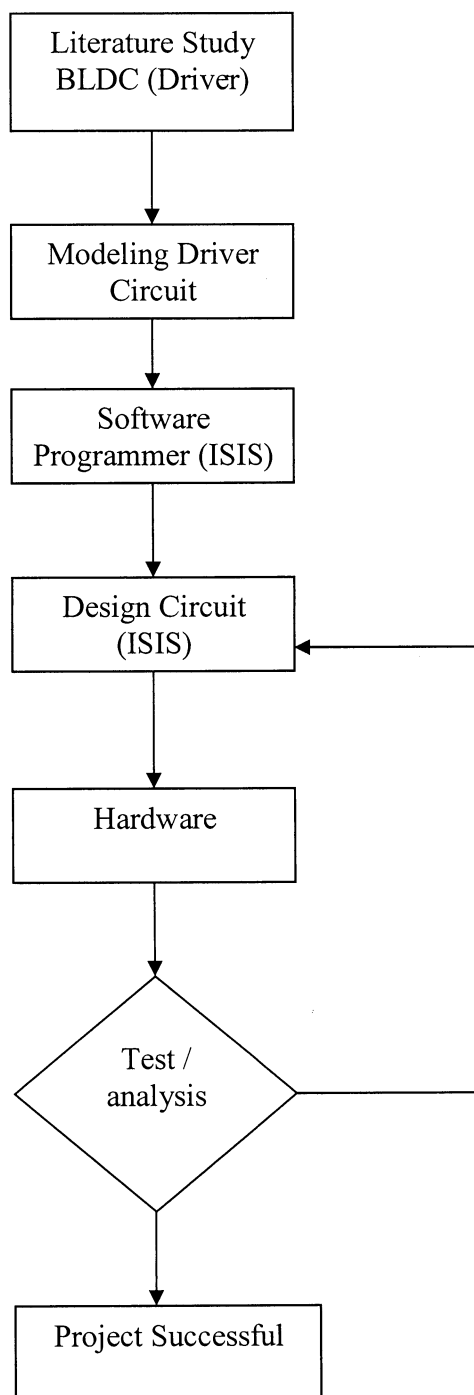 Literature Study
BLDC (Driver)
Modeling Driver
Circuit
Software
Programmer (ISIS)
Design Circuit
(ISIS)
Hardware
Test /
analysis
Project Successful